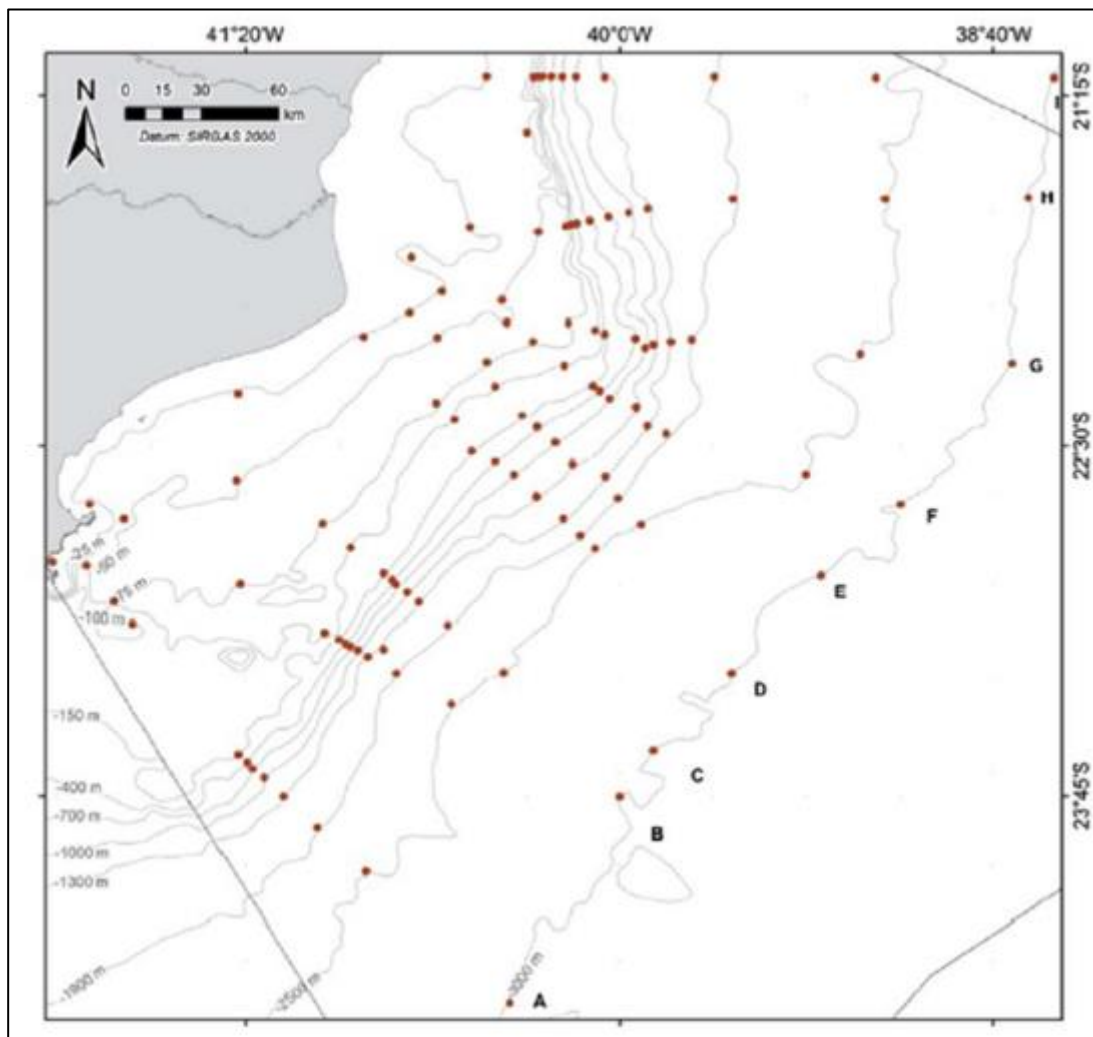 41°20'W 40°0'W 38°40'W
N
0 15 30 60
km
Datum: SIRGAS 2000
21°15'S
I
H
G
22°30'S
F
-25 m
-50 m
E
-75 m
-100 m
D
-150 m
C
-400 m
23°45'S
-700 m
B
-1000 m
-1300 m
-1900 m
-2500 m
-3000 m
A